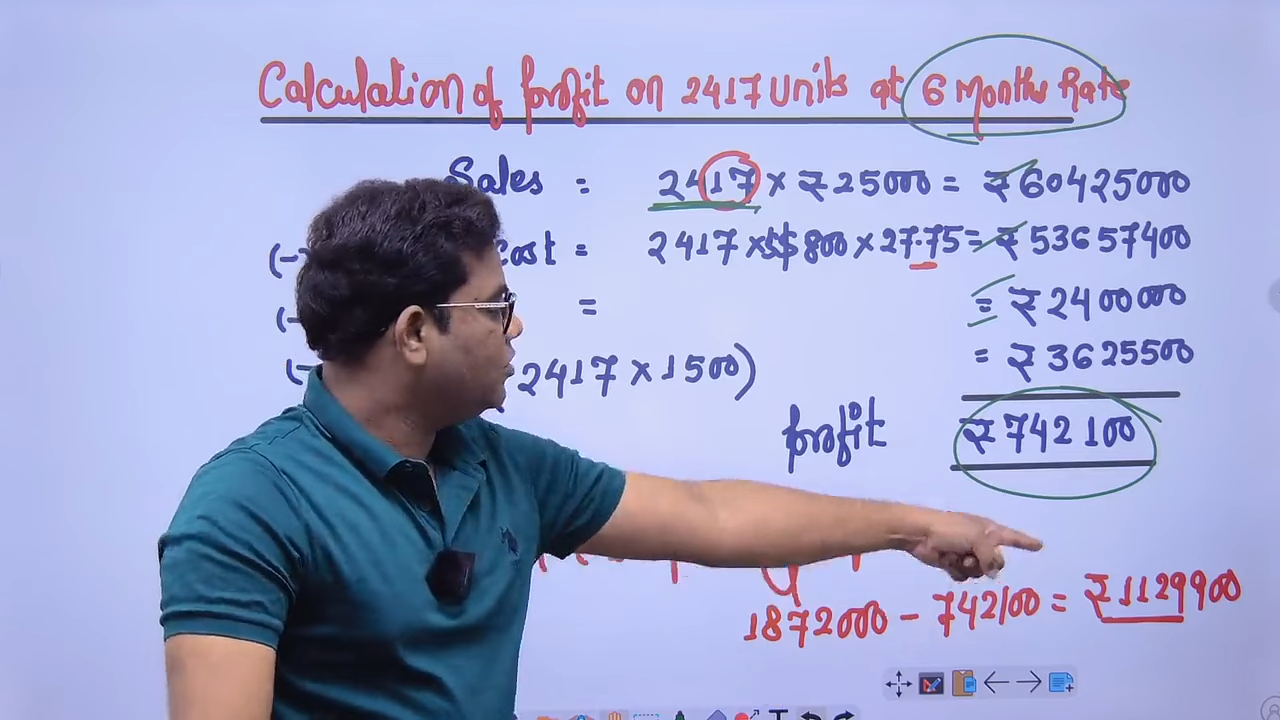 Calculation of profit on 2417 Units at 6 Months Rate
Sales = 2417 × ₹25000 = ₹60425000
(-) cost = 2417 × S$800 × 27.75 = ₹53657400
(-) = = ₹2400000
(-) 2417 × 1500) = ₹3625500
profit ₹742100
1872000 - 742100 = ₹1129900